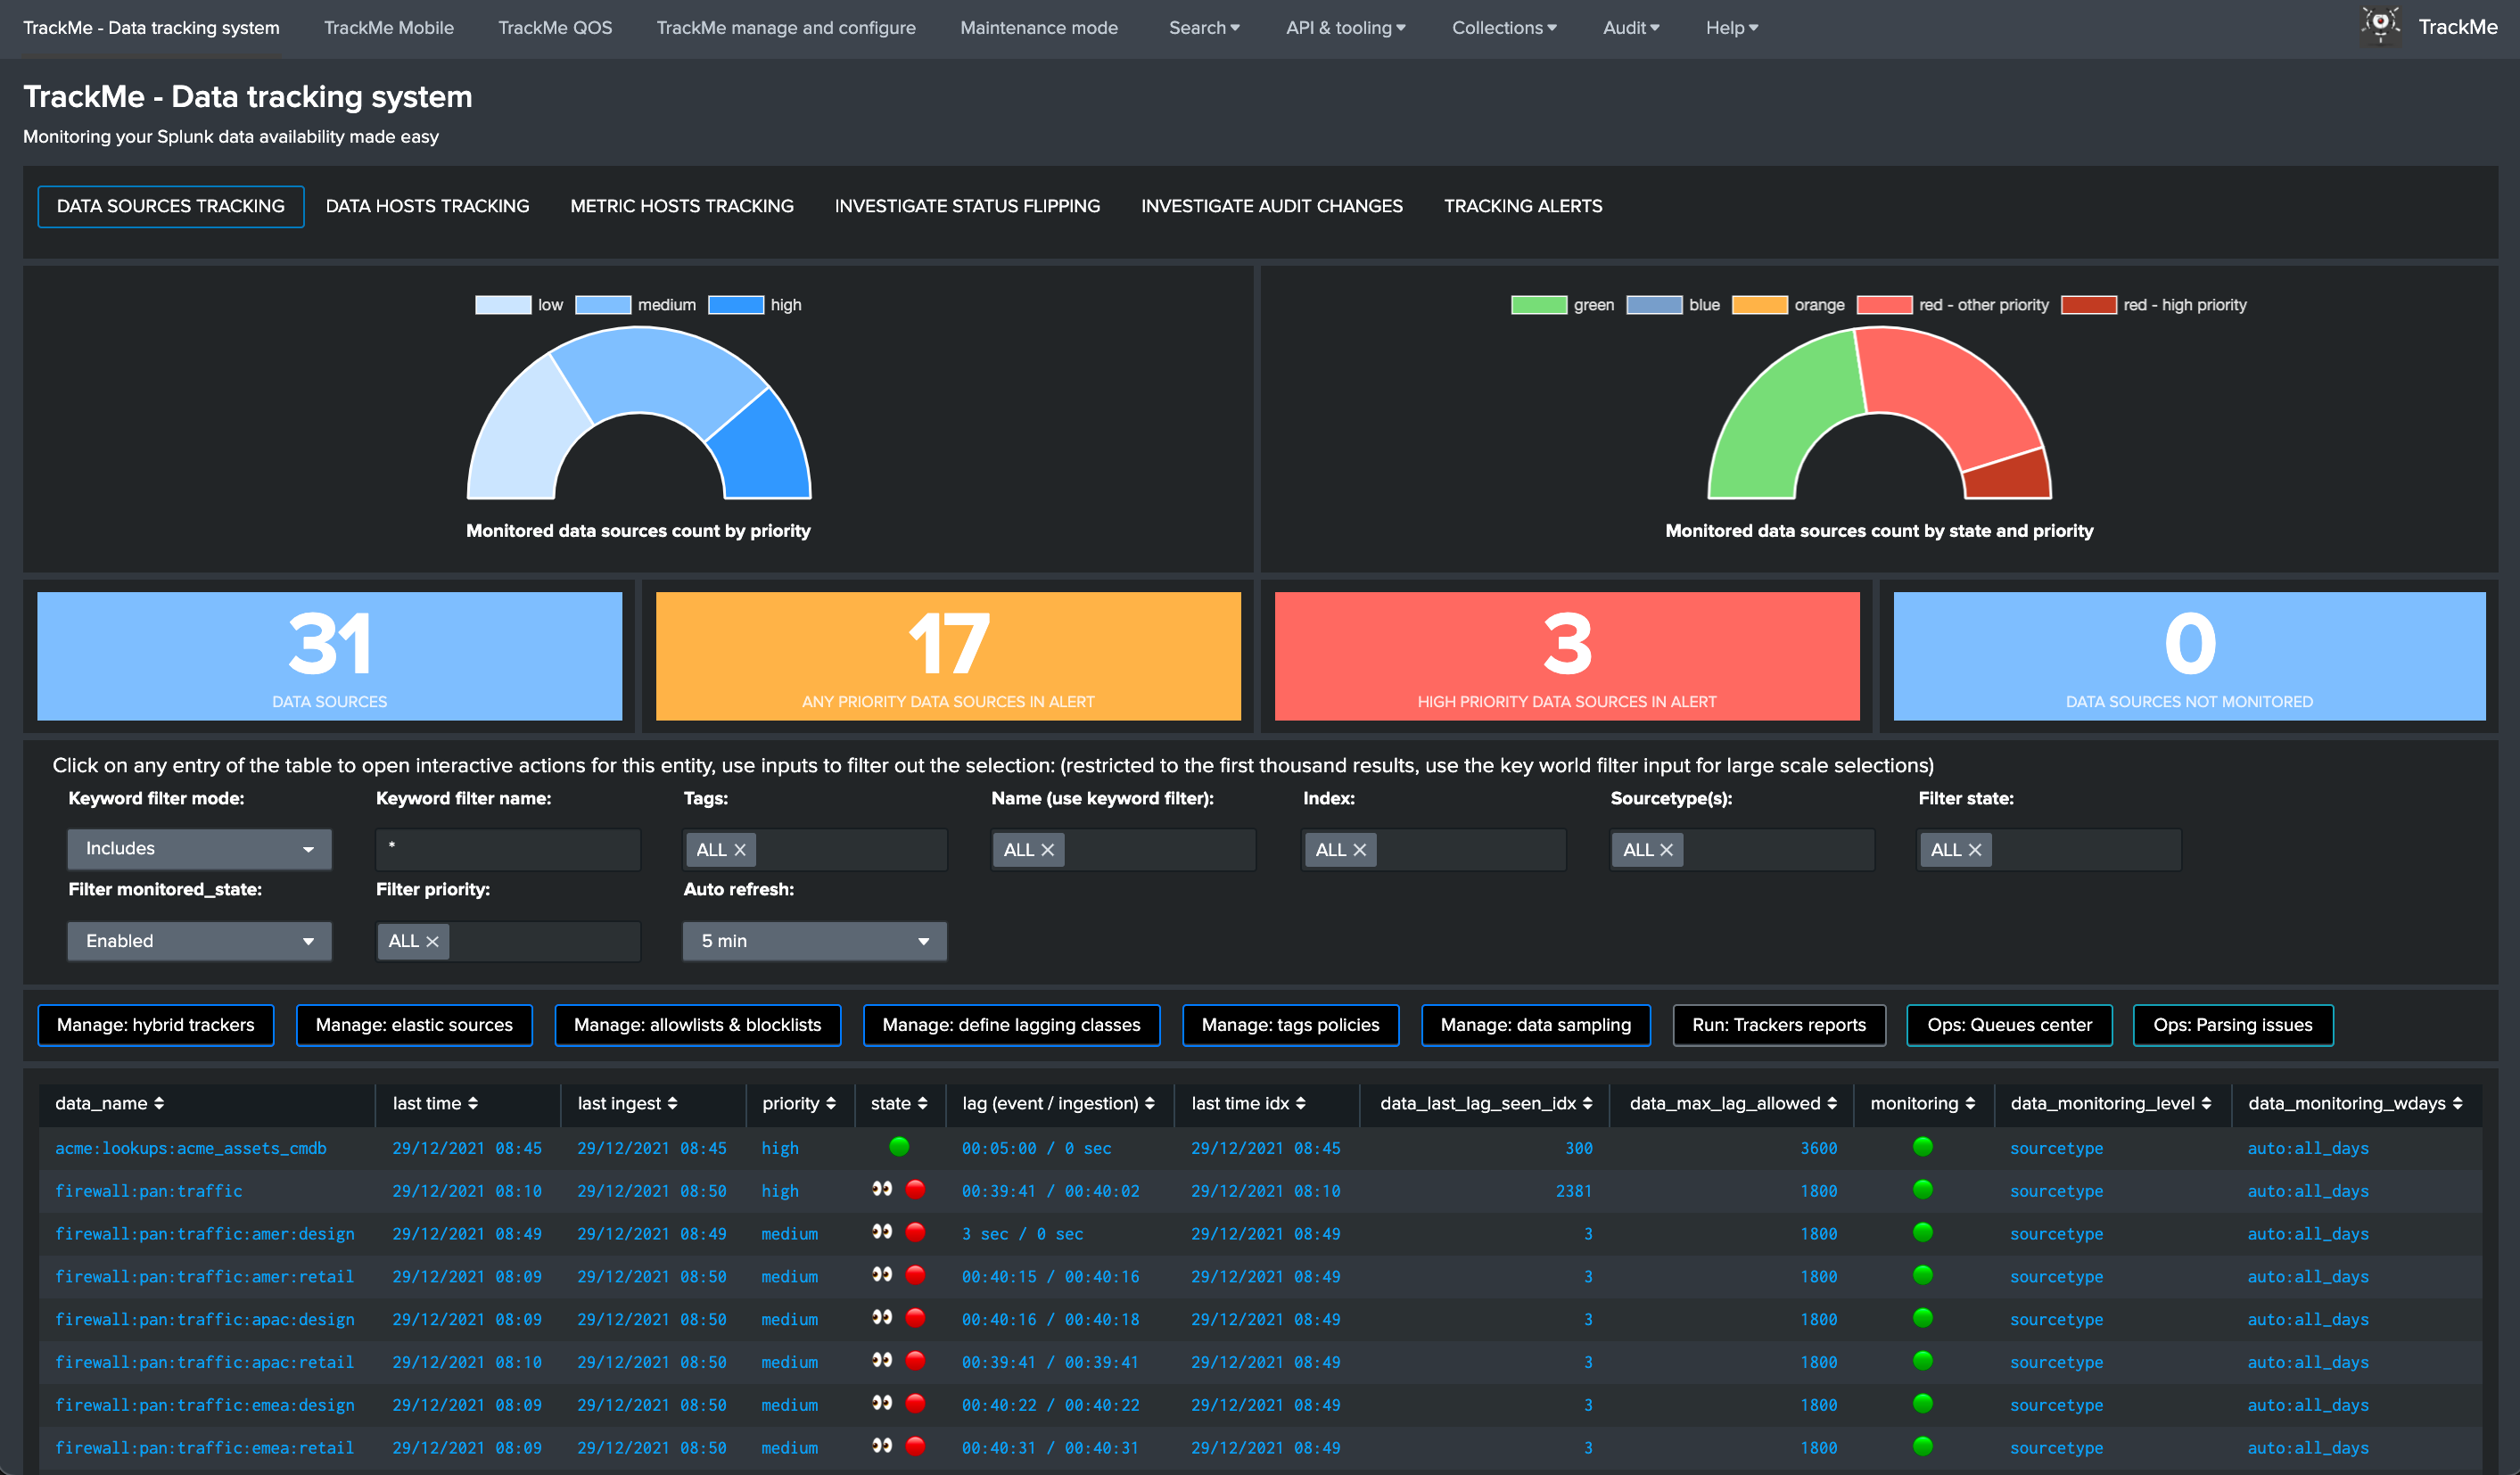 TrackMe - Data tracking system TrackMe Mobile TrackMe QOS TrackMe manage and configure Maintenance mode Search API & tooling Collections Audit Help TrackMe
TrackMe - Data tracking system
Monitoring your Splunk data availability made easy
DATA SOURCES TRACKING DATA HOSTS TRACKING METRIC HOSTS TRACKING INVESTIGATE STATUS FLIPPING INVESTIGATE AUDIT CHANGES TRACKING ALERTS
low medium high
Monitored data sources count by priority
green blue orange red - other priority red - high priority
Monitored data sources count by state and priority
31
DATA SOURCES
17
ANY PRIORITY DATA SOURCES IN ALERT
3
HIGH PRIORITY DATA SOURCES IN ALERT
0
DATA SOURCES NOT MONITORED
Click on any entry of the table to open interactive actions for this entity, use inputs to filter out the selection: (restricted to the first thousand results, use the key world filter input for large scale selections)
Keyword filter mode: Keyword filter name: Tags: Name (use keyword filter): Index: Sourcetype(s): Filter state:
Includes * ALL ALL ALL ALL ALL
Filter monitored_state: Filter priority: Auto refresh:
Enabled ALL 5 min
Manage: hybrid trackers Manage: elastic sources Manage: allowlists & blocklists Manage: define lagging classes Manage: tags policies Manage: data sampling Run: Trackers reports Ops: Queues center Ops: Parsing issues
data_name last time last ingest priority state lag (event / ingestion) last time idx data_last_lag_seen_idx data_max_lag_allowed monitoring data_monitoring_level data_monitoring_wdays
acme:lookups:acme_assets_cmdb 29/12/2021 08:45 29/12/2021 08:45 high 00:05:00 / 0 sec 29/12/2021 08:45 300 3600 sourcetype auto:all_days
firewall:pan:traffic 29/12/2021 08:10 29/12/2021 08:50 high 00:39:41 / 00:40:02 29/12/2021 08:10 2381 1800 sourcetype auto:all_days
firewall:pan:traffic:amer:design 29/12/2021 08:49 29/12/2021 08:49 medium 3 sec / 0 sec 29/12/2021 08:49 3 1800 sourcetype auto:all_days
firewall:pan:traffic:amer:retail 29/12/2021 08:09 29/12/2021 08:50 medium 00:40:15 / 00:40:16 29/12/2021 08:49 3 1800 sourcetype auto:all_days
firewall:pan:traffic:apac:design 29/12/2021 08:09 29/12/2021 08:50 medium 00:40:16 / 00:40:18 29/12/2021 08:49 3 1800 sourcetype auto:all_days
firewall:pan:traffic:apac:retail 29/12/2021 08:10 29/12/2021 08:50 medium 00:39:41 / 00:39:41 29/12/2021 08:49 3 1800 sourcetype auto:all_days
firewall:pan:traffic:emea:design 29/12/2021 08:09 29/12/2021 08:50 medium 00:40:22 / 00:40:22 29/12/2021 08:49 3 1800 sourcetype auto:all_days
firewall:pan:traffic:emea:retail 29/12/2021 08:09 29/12/2021 08:50 medium 00:40:31 / 00:40:31 29/12/2021 08:49 3 1800 sourcetype auto:all_days